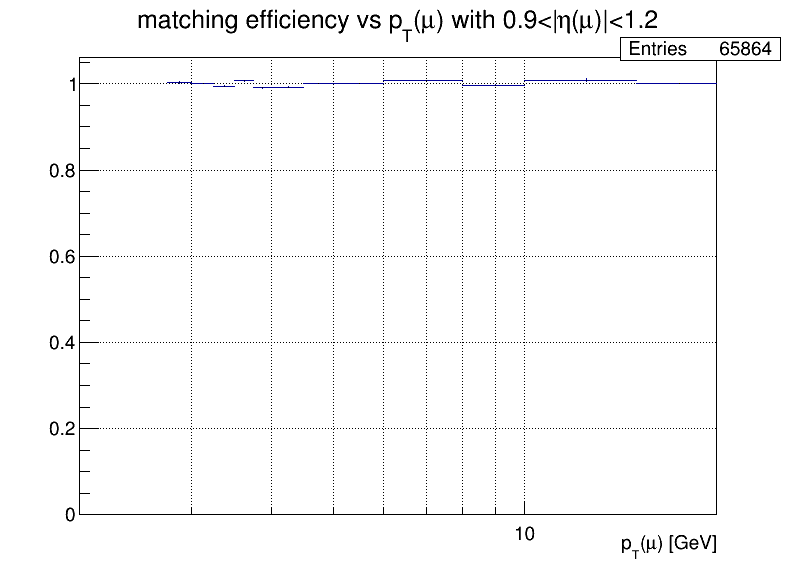 matching efficiency vs p_T(μ) with 0.9<|η(μ)|<1.2
Entries 65864
1
0.8
0.6
0.4
0.2
0
10
p_T(μ) [GeV]